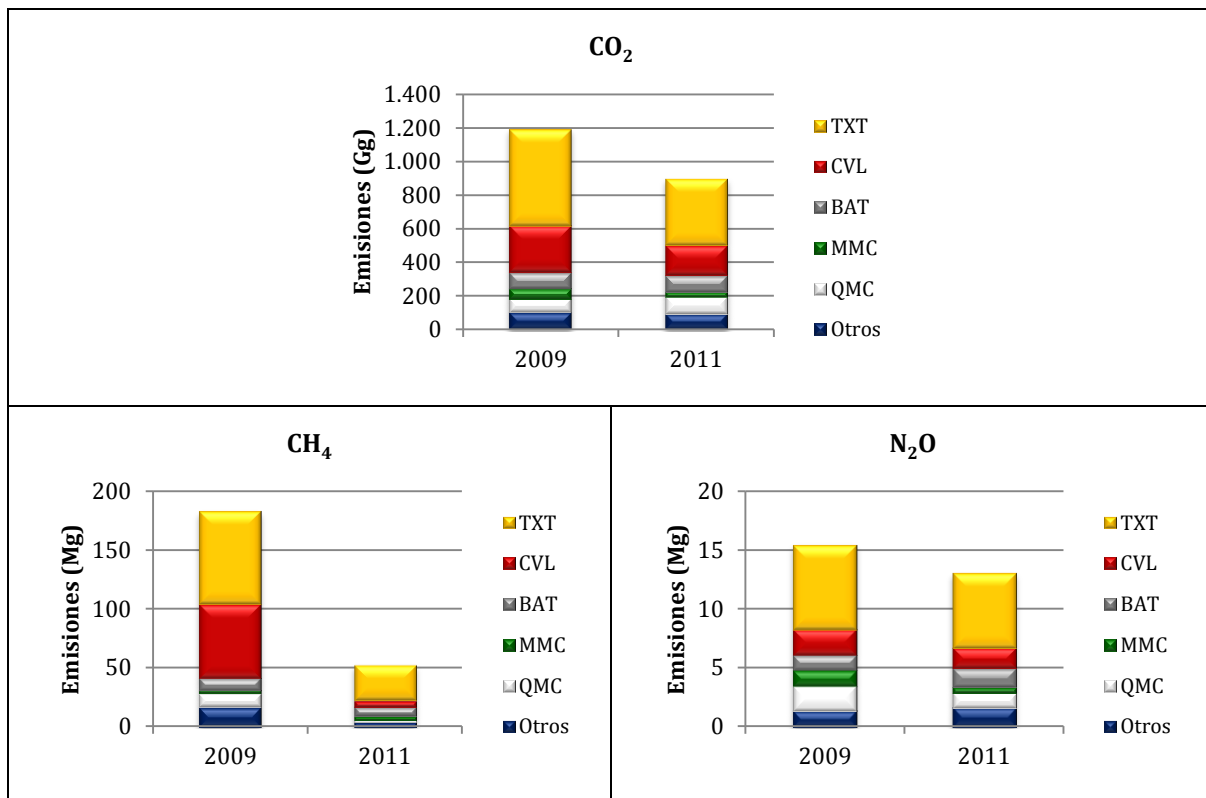 CO₂
Emisiones (Gg)
1.400
1.200
1.000
800
600
400
200
0
2009
2011
TXT
CVL
BAT
MMC
QMC
Otros
CH₄
Emisiones (Mg)
200
150
100
50
0
2009
2011
TXT
CVL
BAT
MMC
QMC
Otros
N₂O
Emisiones (Mg)
20
15
10
5
0
2009
2011
TXT
CVL
BAT
MMC
QMC
Otros